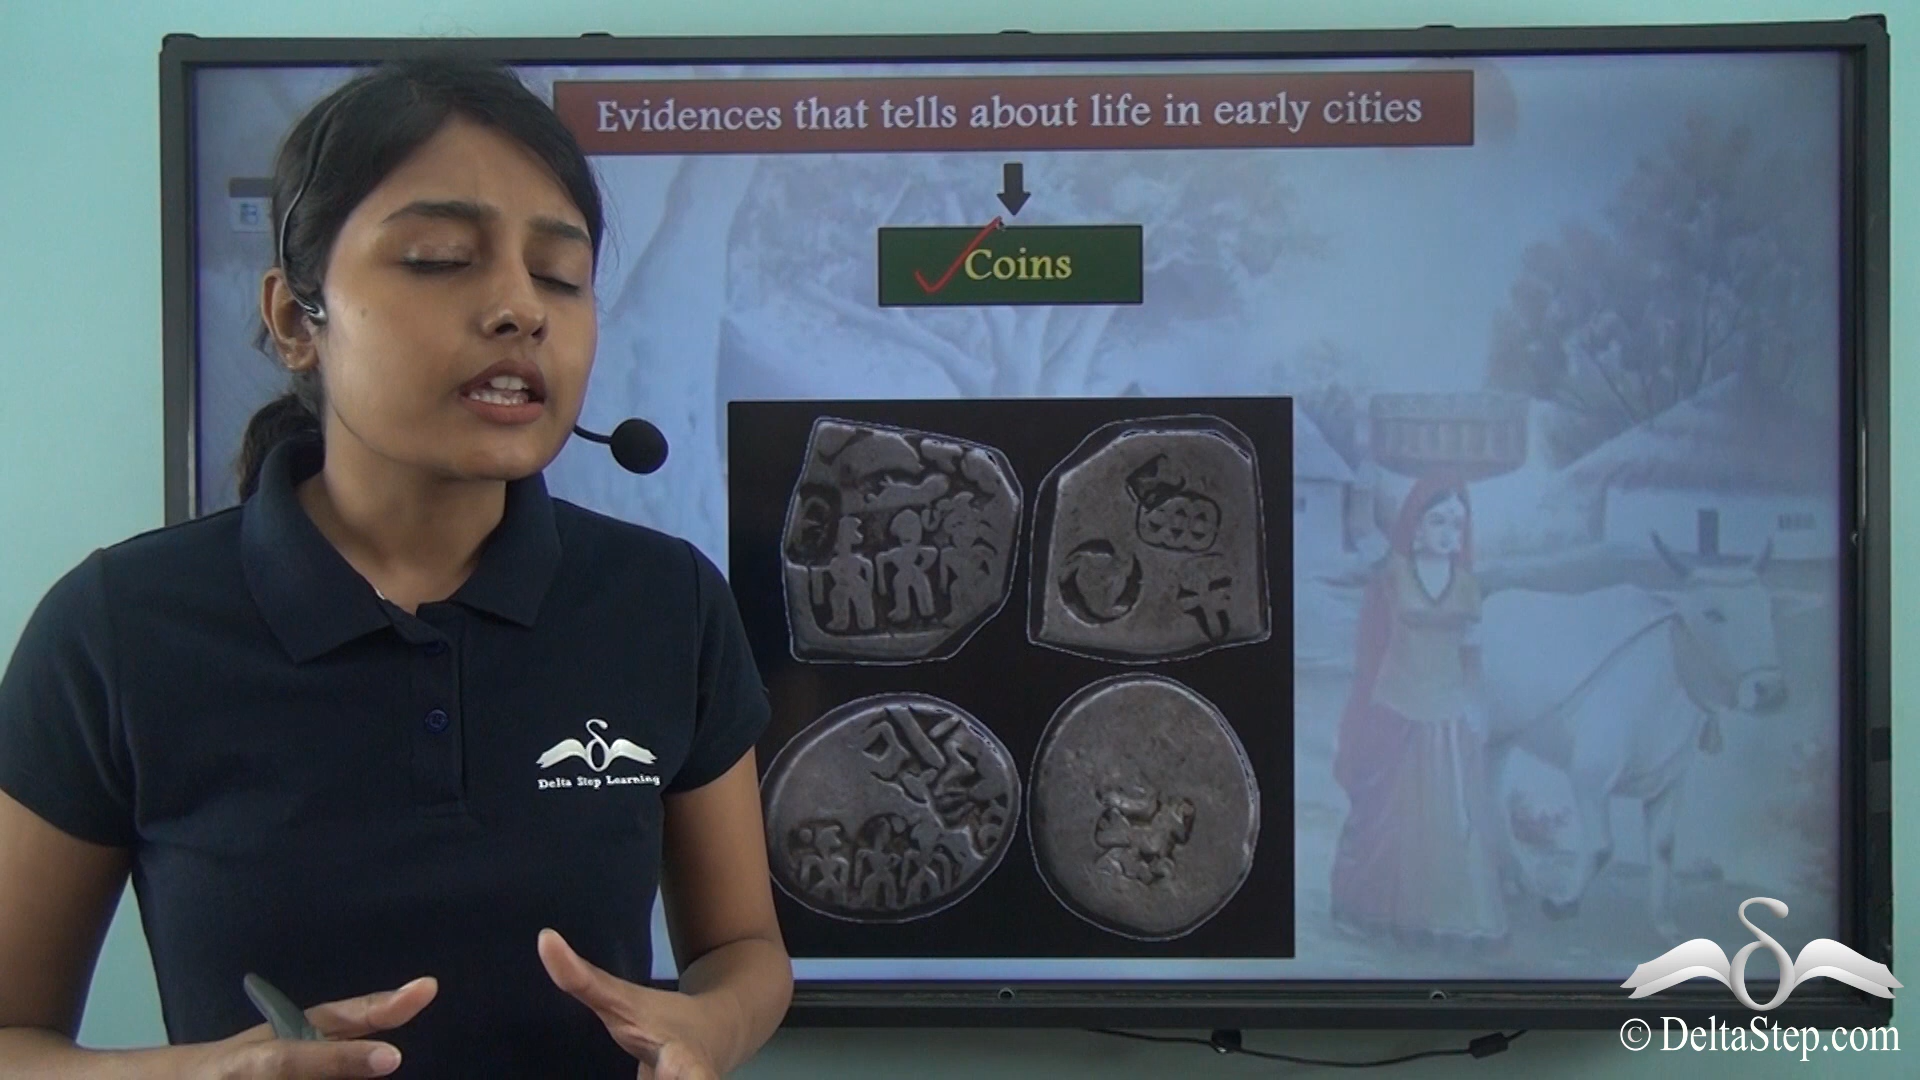 Evidences that tells about life in early cities
Coins
Delta Step Learning
© DeltaStep.com